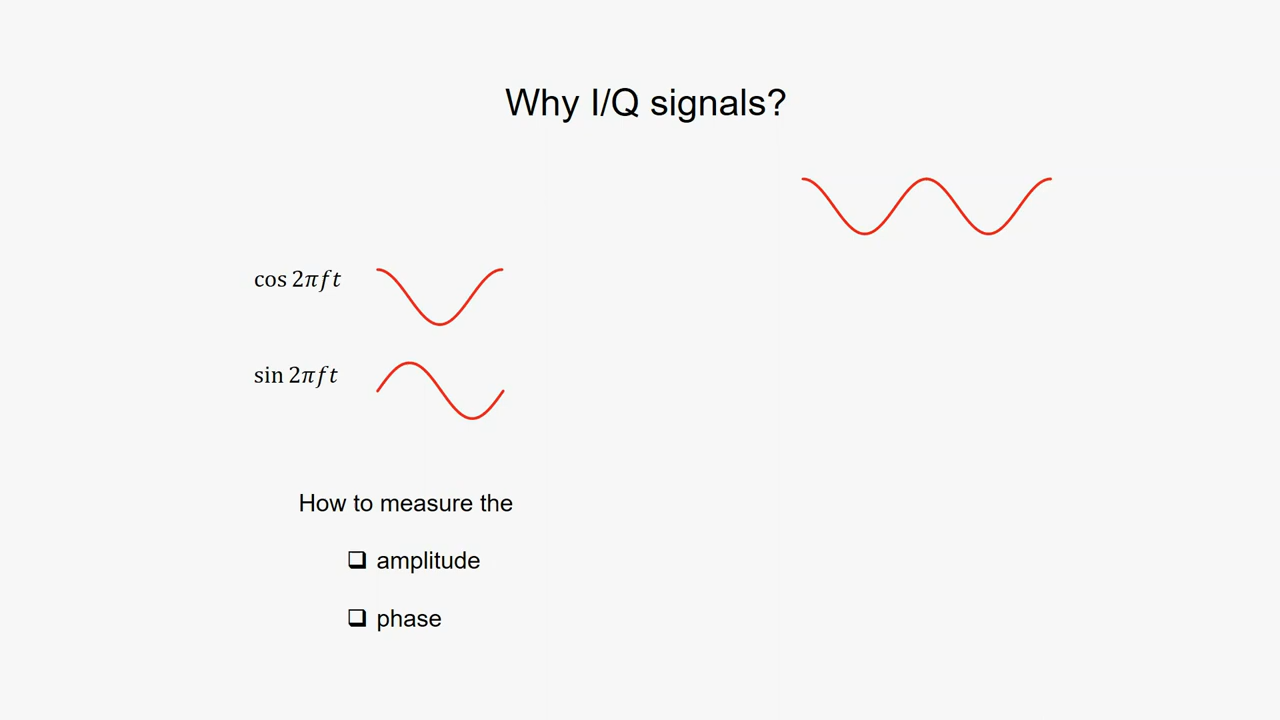 Why I/Q signals?
cos 2πft
sin 2πft
How to measure the
❑ amplitude
❑ phase